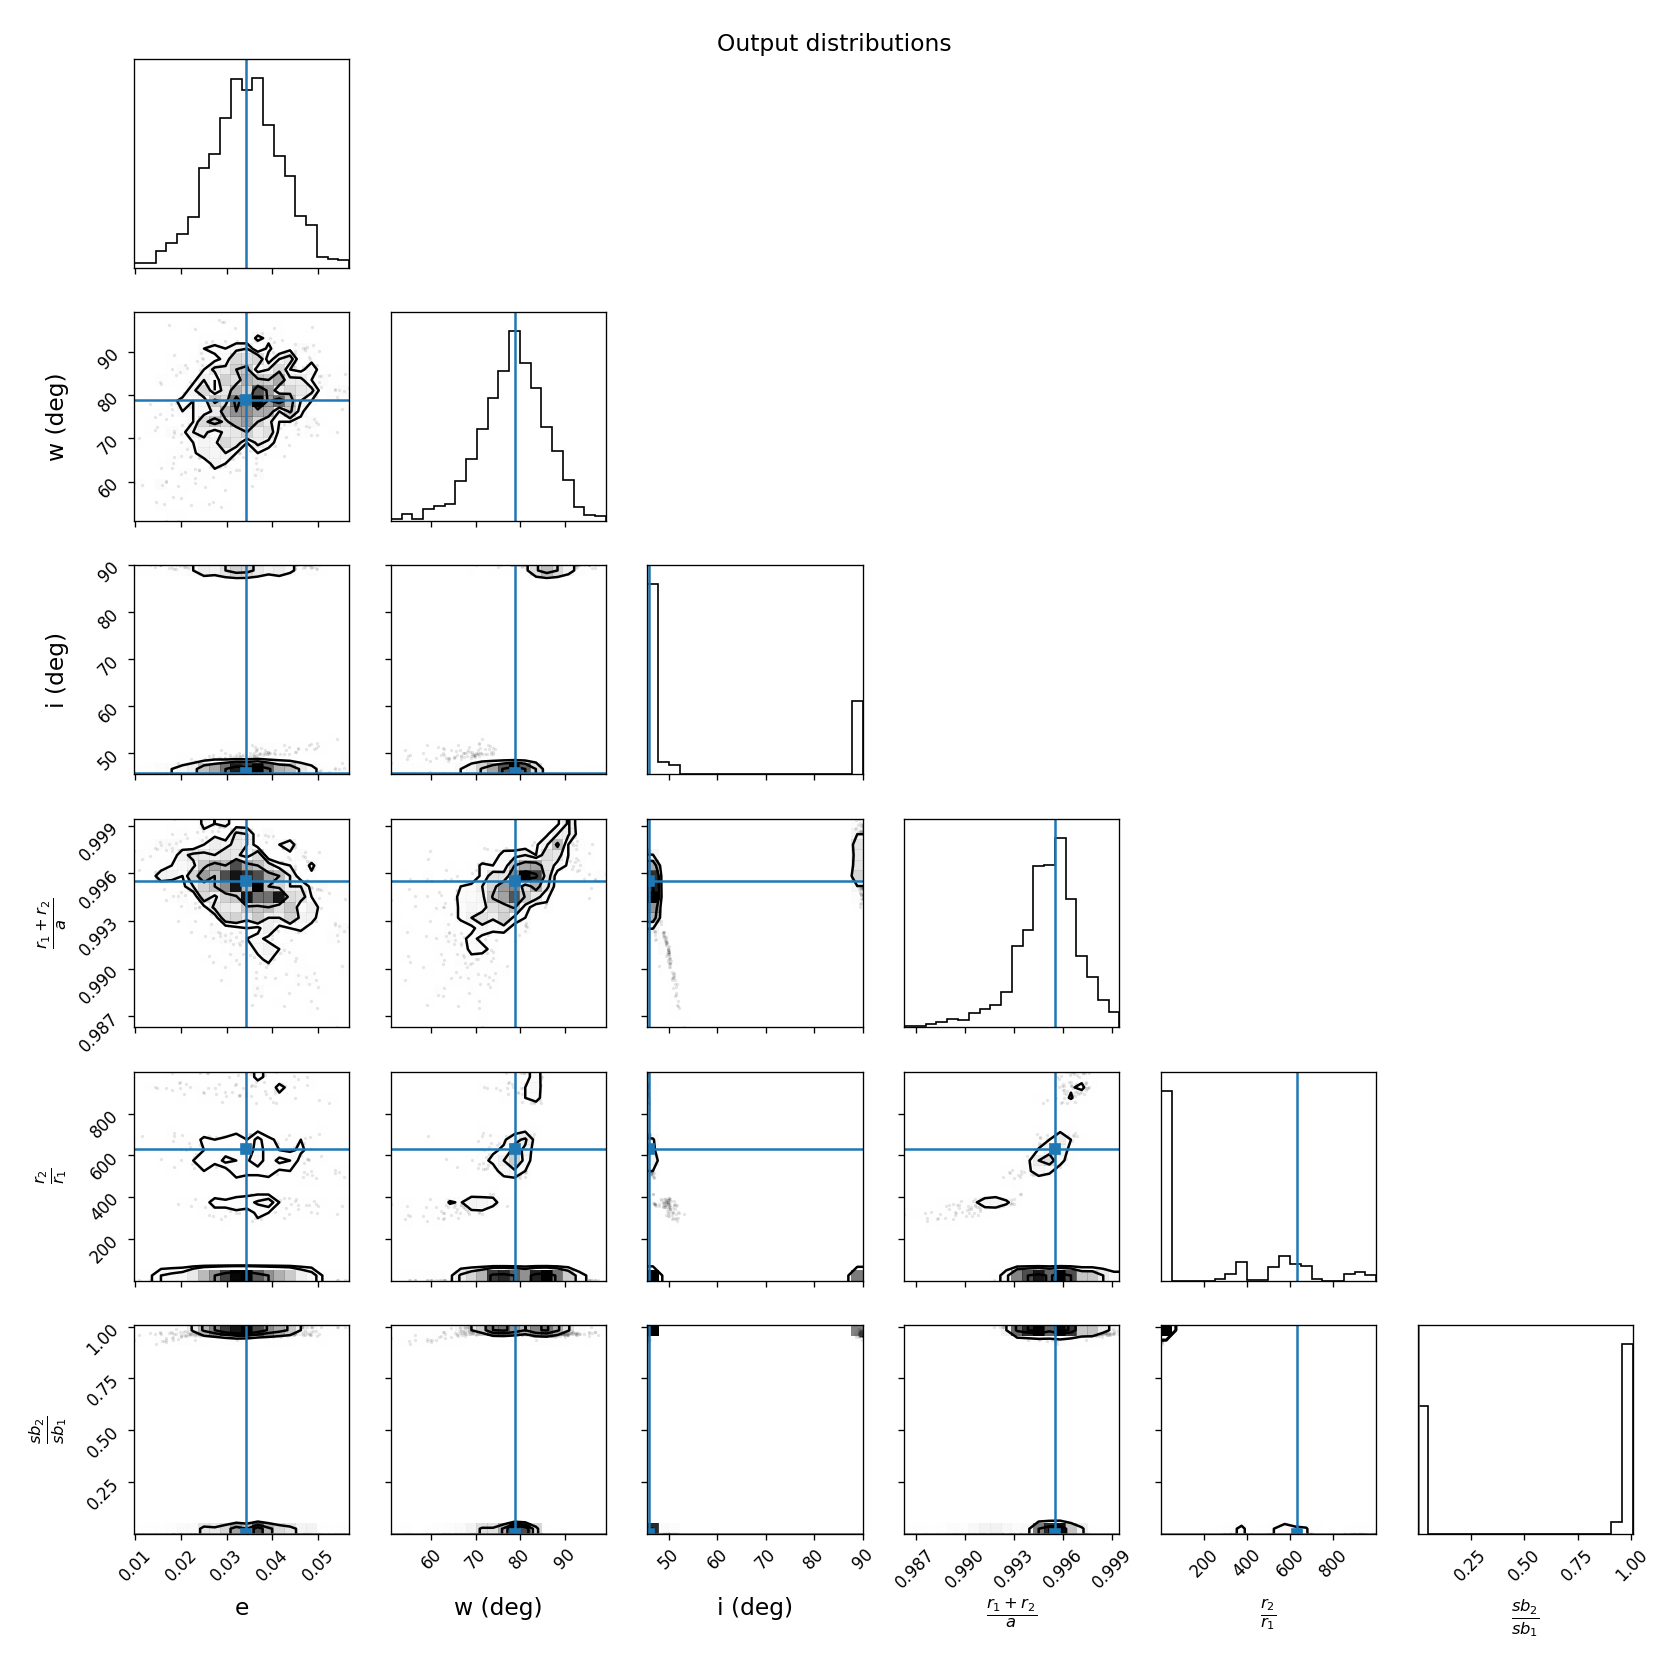 Output distributions
w (deg)
90
80
70
60
i (deg)
90
80
70
60
50
r₁ + r₂
a
0.999
0.996
0.993
0.990
0.987
r₂
r₁
800
600
400
200
sb₂
sb₁
1.00
0.75
0.50
0.25
0.01 0.02 0.03 0.04 0.05 60 70 80 90 50 60 70 80 90 0.987 0.990 0.993 0.996 0.999 200 400 600 800 0.25 0.50 0.75 1.00
e w (deg) i (deg) r₁ + r₂ r₂ sb₂
a r₁ sb₁